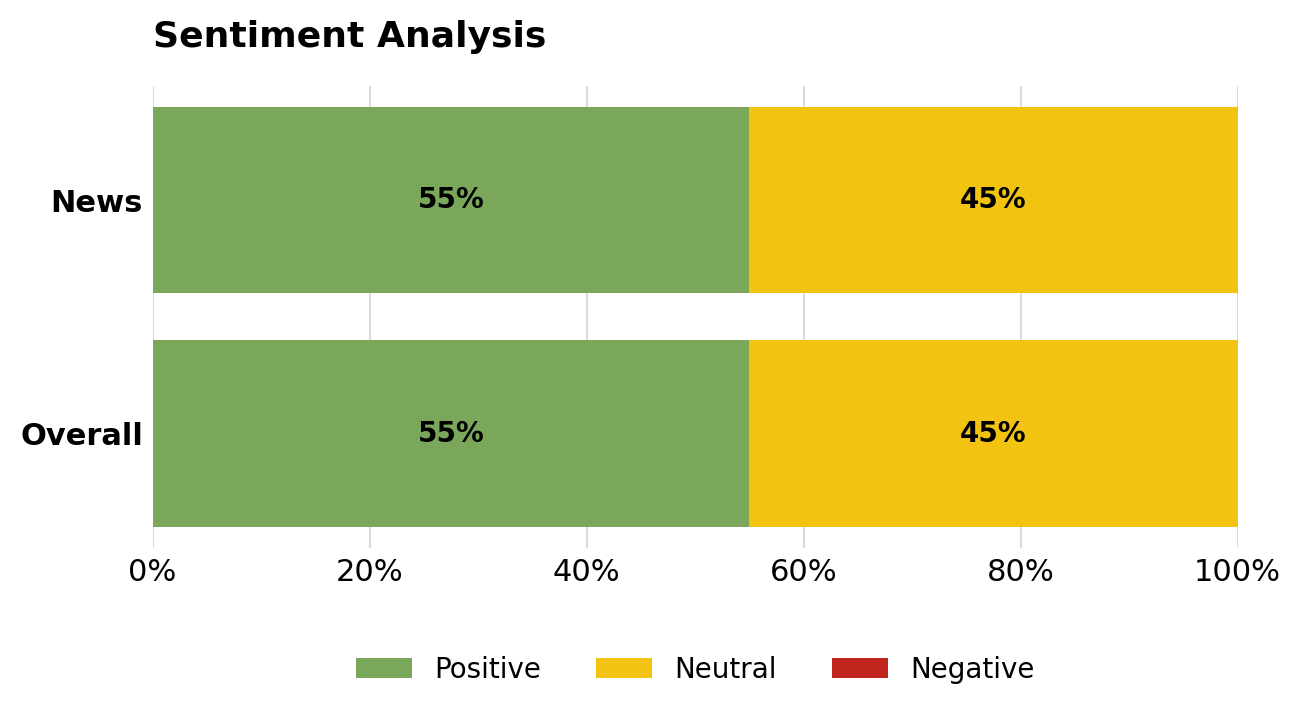 Sentiment Analysis
News
55%
45%
Overall
55%
45%
0%
20%
40%
60%
80%
100%
Positive
Neutral
Negative